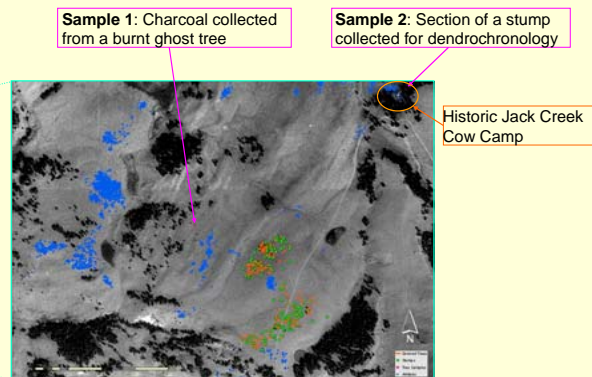 Sample 1: Charcoal collected
from a burnt ghost tree
Sample 2: Section of a stump
collected for dendrochronology
Historic Jack Creek
Cow Camp
N